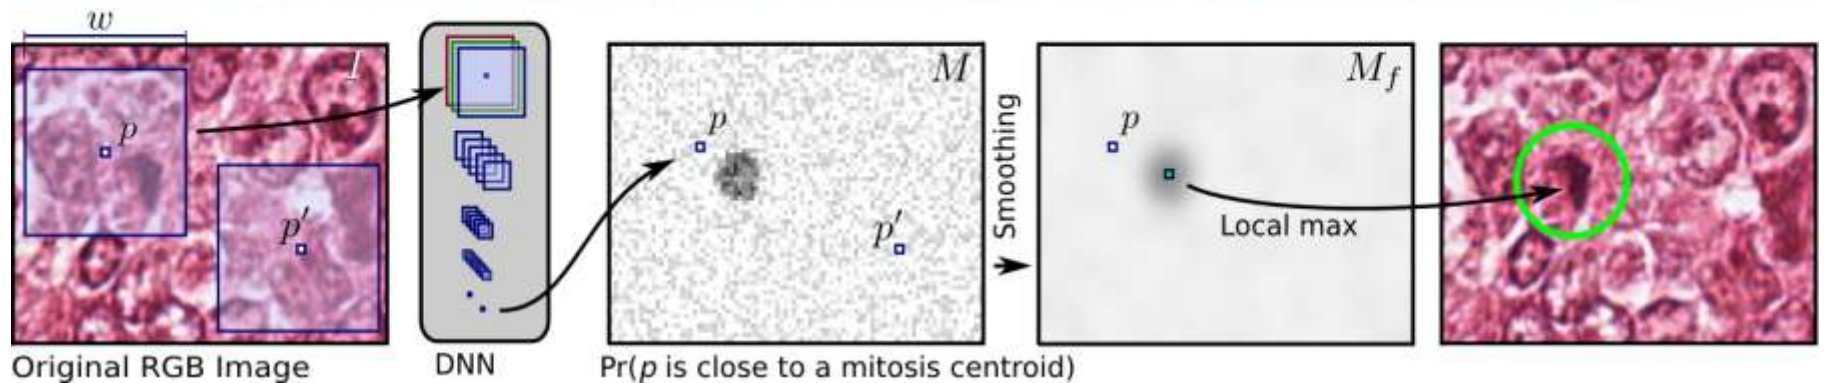 w
I
p
p′
Original RGB Image
DNN
M
p
p′
Pr(p is close to a mitosis centroid)
Smoothing
M_f
p
Local max